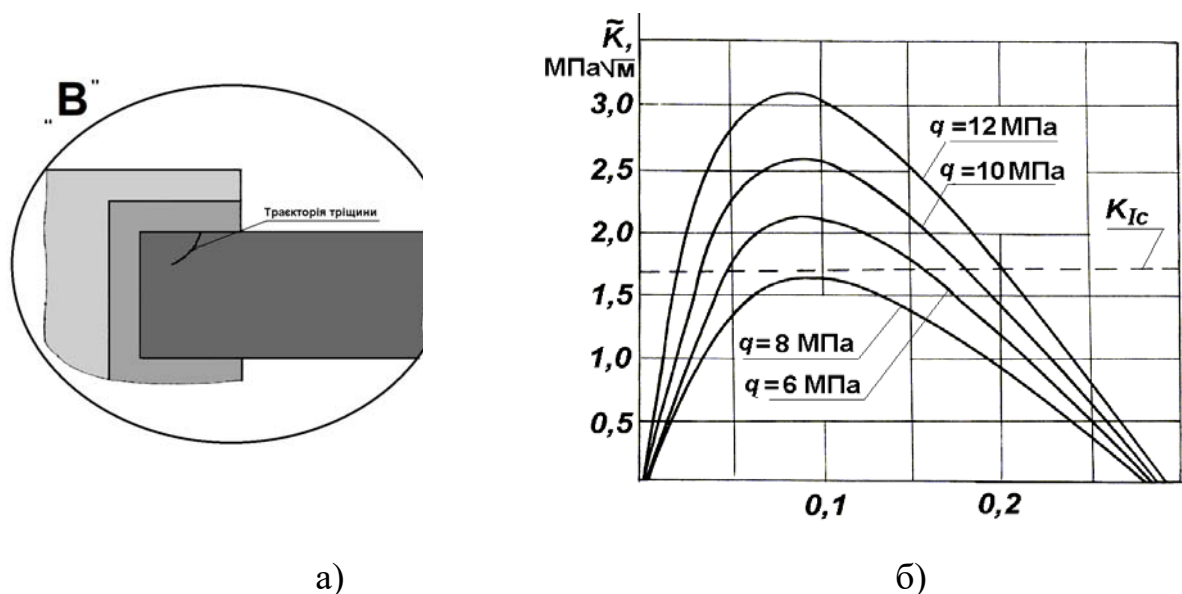 „В"
Траєкторія тріщини
K̃,
МПа√м
3,0
2,5
2,0
1,5
1,0
0,5
q =12 МПа
q =10 МПа
K_Ic
q = 8 МПа
q = 6 МПа
0,1
0,2
а)
б)